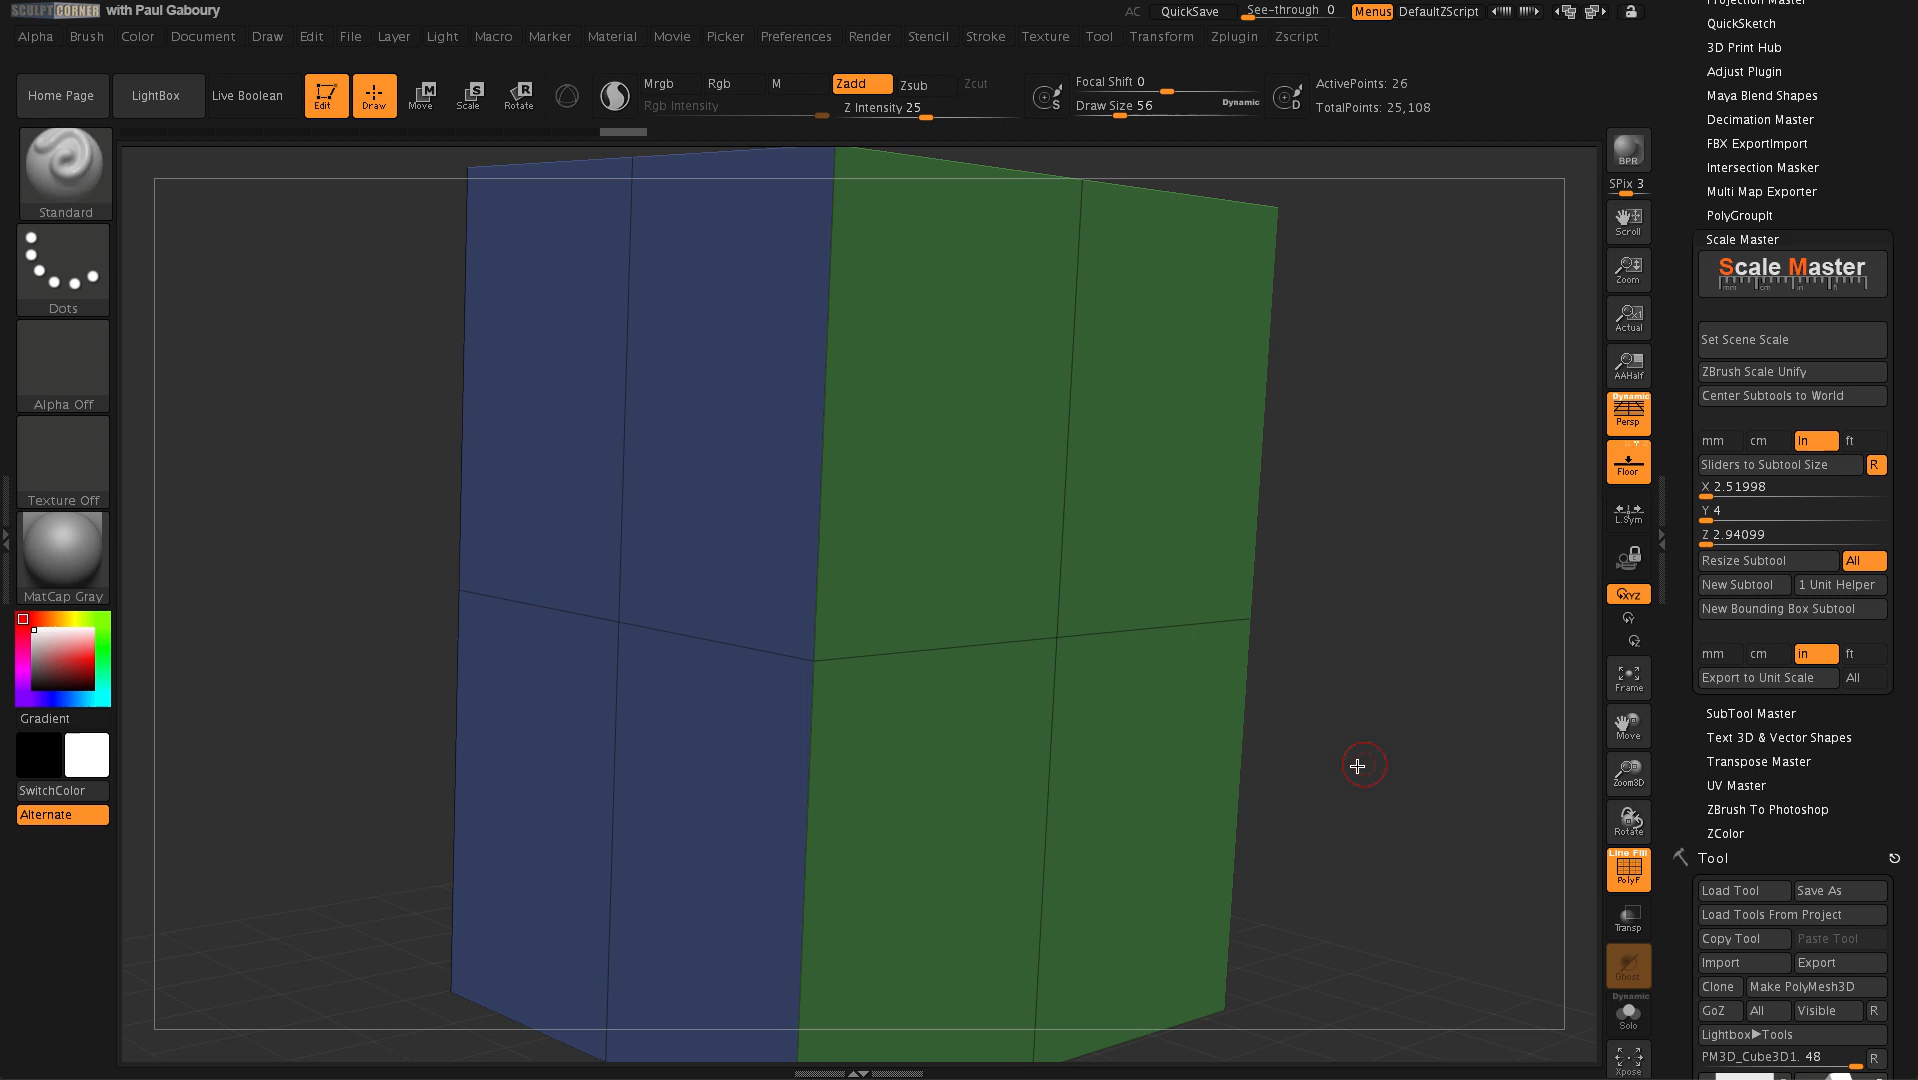 SCULPT CORNER with Paul Gaboury
AC QuickSave See-through 0 Menus DefaultZScript
Alpha Brush Color Document Draw Edit File Layer Light Macro Marker Material Movie Picker Preferences Render Stencil Stroke Texture Tool Transform Zplugin Zscript
Home Page LightBox Live Boolean Edit Draw Move Scale Rotate
Mrgb Rgb M Zadd Zsub Zcut
Rgb Intensity Z Intensity 25
Focal Shift 0
Draw Size 56 Dynamic
ActivePoints: 26
TotalPoints: 25,108
Standard
Dots
Alpha Off
Texture Off
MatCap Gray
Gradient
SwitchColor
Alternate
BPR
SPix 3
Scroll
Zoom
Actual
AAHalf
Dynamic
Persp
Floor
L.Sym
XYZ
Y
Z
Frame
Move
Zoom3D
Rotate
Line Fill
PolyF
Transp
Ghost
Dynamic
Solo
Xpose
Projection Master
QuickSketch
3D Print Hub
Adjust Plugin
Maya Blend Shapes
Decimation Master
FBX ExportImport
Intersection Masker
Multi Map Exporter
PolyGroupIt
Scale Master
Scale Master
mm cm in ft
Set Scene Scale
ZBrush Scale Unify
Center Subtools to World
mm cm In ft
Sliders to Subtool Size R
X 2.51998
Y 4
Z 2.94099
Resize Subtool All
New Subtool 1 Unit Helper
New Bounding Box Subtool
mm cm in ft
Export to Unit Scale All
SubTool Master
Text 3D & Vector Shapes
Transpose Master
UV Master
ZBrush To Photoshop
ZColor
Tool
Load Tool Save As
Load Tools From Project
Copy Tool Paste Tool
Import Export
Clone Make PolyMesh3D
GoZ All Visible R
Lightbox▶Tools
PM3D_Cube3D1. 48 R